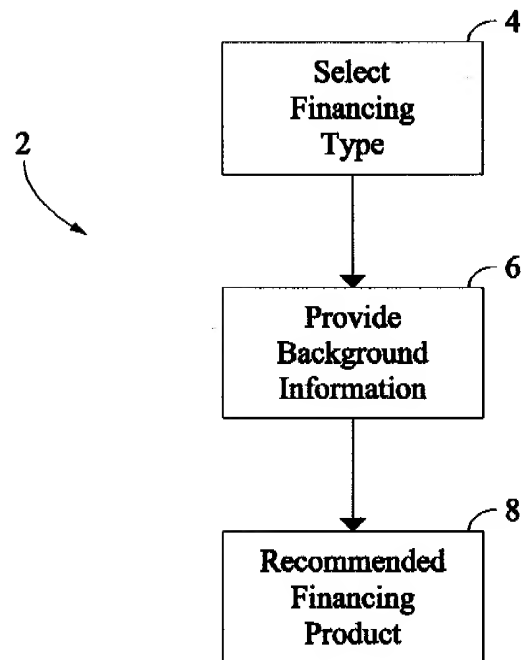 4
Select
Financing
Type
2
6
Provide
Background
Information
8
Recommended
Financing
Product